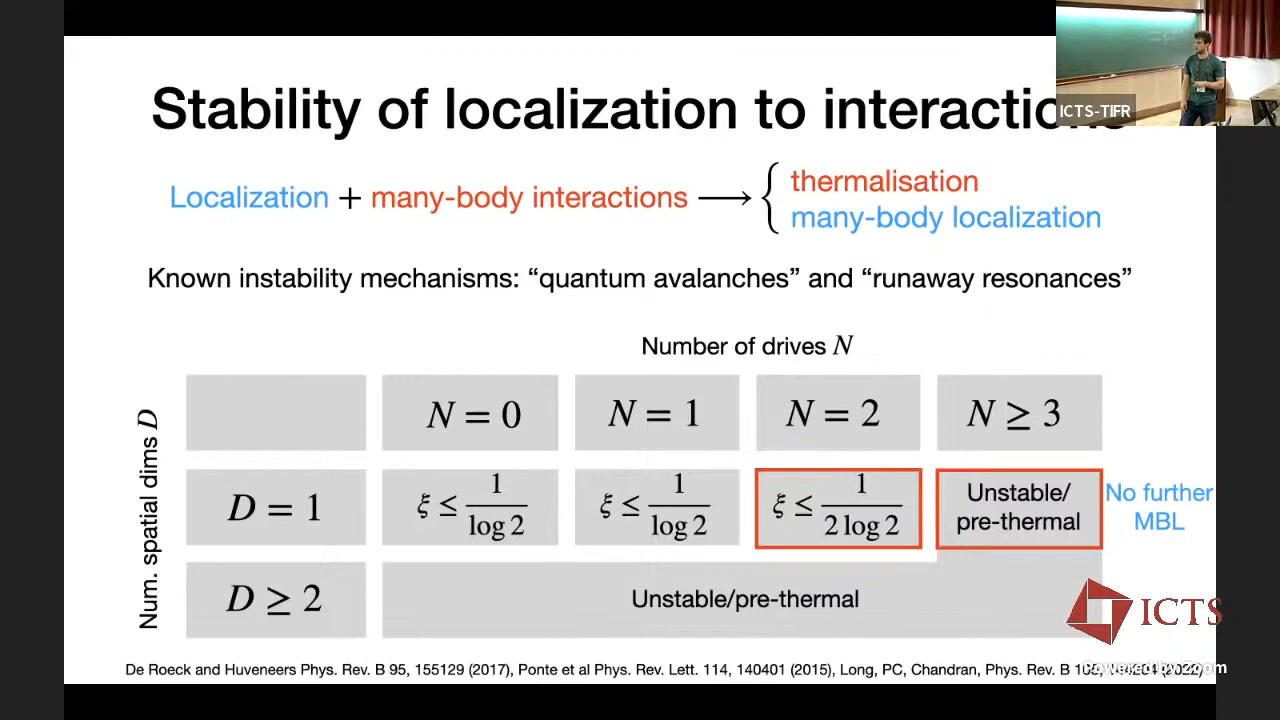 Stability of localization to interactions
ICTS-TIFR
Localization + many-body interactions ⟶ { thermalisation
many-body localization
Known instability mechanisms: “quantum avalanches” and “runaway resonances”
Number of drives N
Num. spatial dims D
N = 0 N = 1 N = 2 N ≥ 3
D = 1 ξ ≤ 1/log 2 ξ ≤ 1/log 2 ξ ≤ 1/(2 log 2) Unstable/
pre-thermal
No further
MBL
D ≥ 2 Unstable/pre-thermal
ICTS
De Roeck and Huveneers Phys. Rev. B 95, 155129 (2017), Ponte et al Phys. Rev. Lett. 114, 140401 (2015), Long, PC, Chandran, Phys. Rev. B (2022)
Powered by Zoom